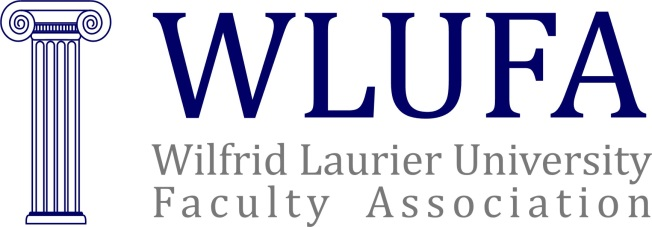 WLUFA
Wilfrid Laurier University
Faculty Association